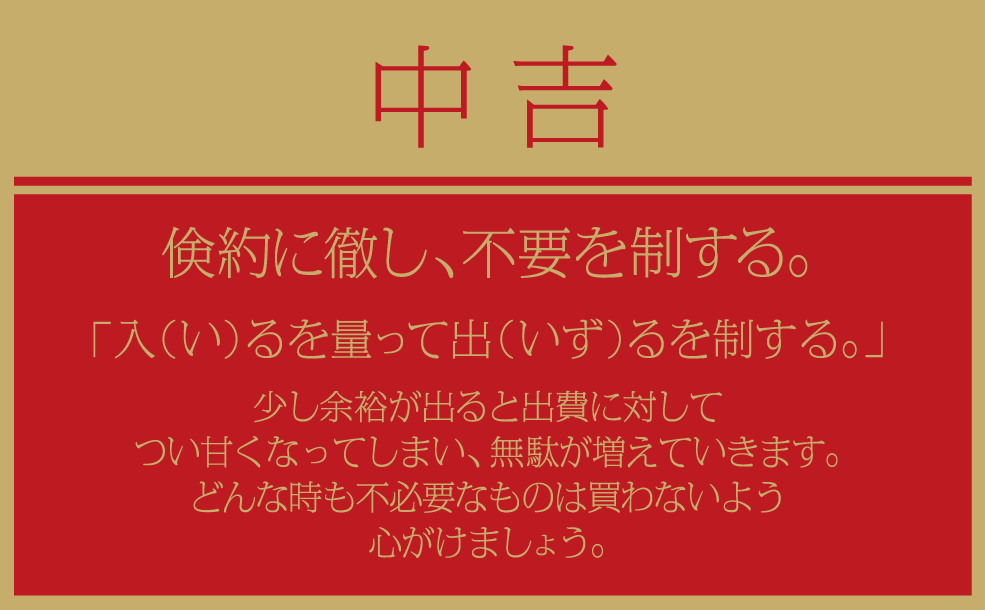 中吉
倹約に徹し、不要を制する。
「入（い）るを量って出（いず）るを制する。」
少し余裕が出ると出費に対して
つい甘くなってしまい、無駄が増えていきます。
どんな時も不必要なものは買わないよう
心がけましょう。